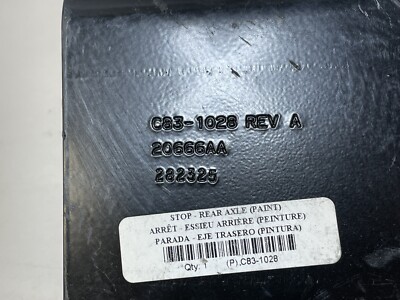 C83-1028 REV A
20666AA
282325
STOP - REAR AXLE (PAINT)
ARRÊT - ESSIEU ARRIÈRE (PEINTURE)
PARADA - EJE TRASERO (PINTURA)
Qty: 1 (P).C83-1028